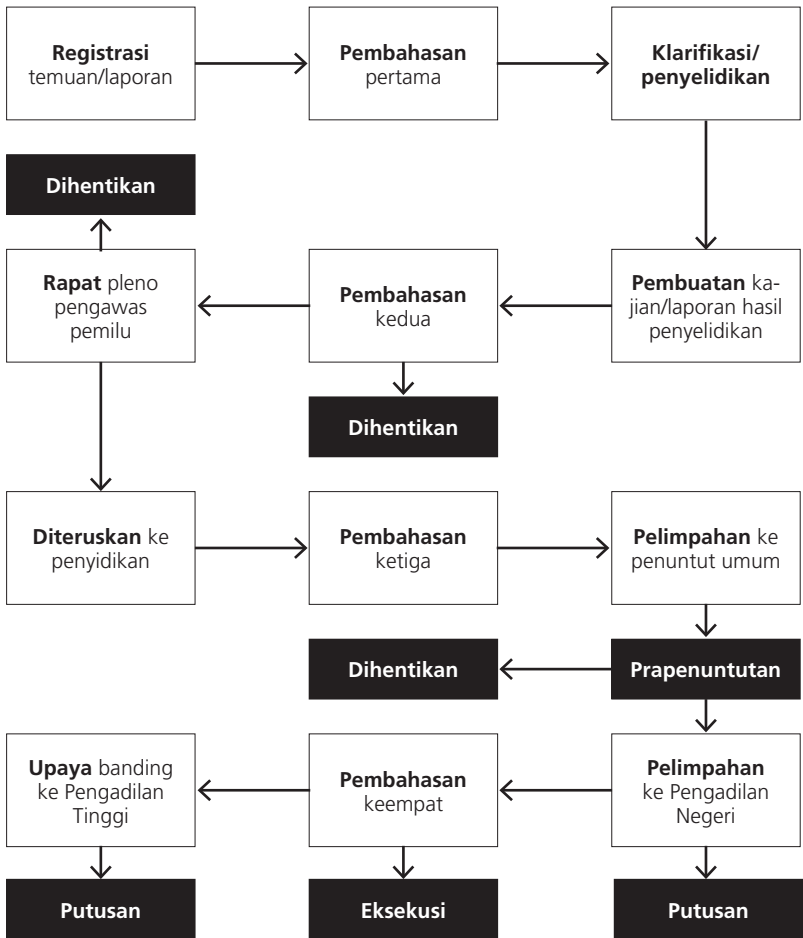 Registrasi
temuan/laporan
Pembahasan
pertama
Klarifikasi/
penyelidikan
Dihentikan
Rapat pleno
pengawas
pemilu
Pembahasan
kedua
Pembuatan ka-
jian/laporan hasil
penyelidikan
Dihentikan
Diteruskan ke
penyidikan
Pembahasan
ketiga
Pelimpahan ke
penuntut umum
Dihentikan
Prapenuntutan
Upaya banding
ke Pengadilan
Tinggi
Pembahasan
keempat
Pelimpahan
ke Pengadilan
Negeri
Putusan
Eksekusi
Putusan